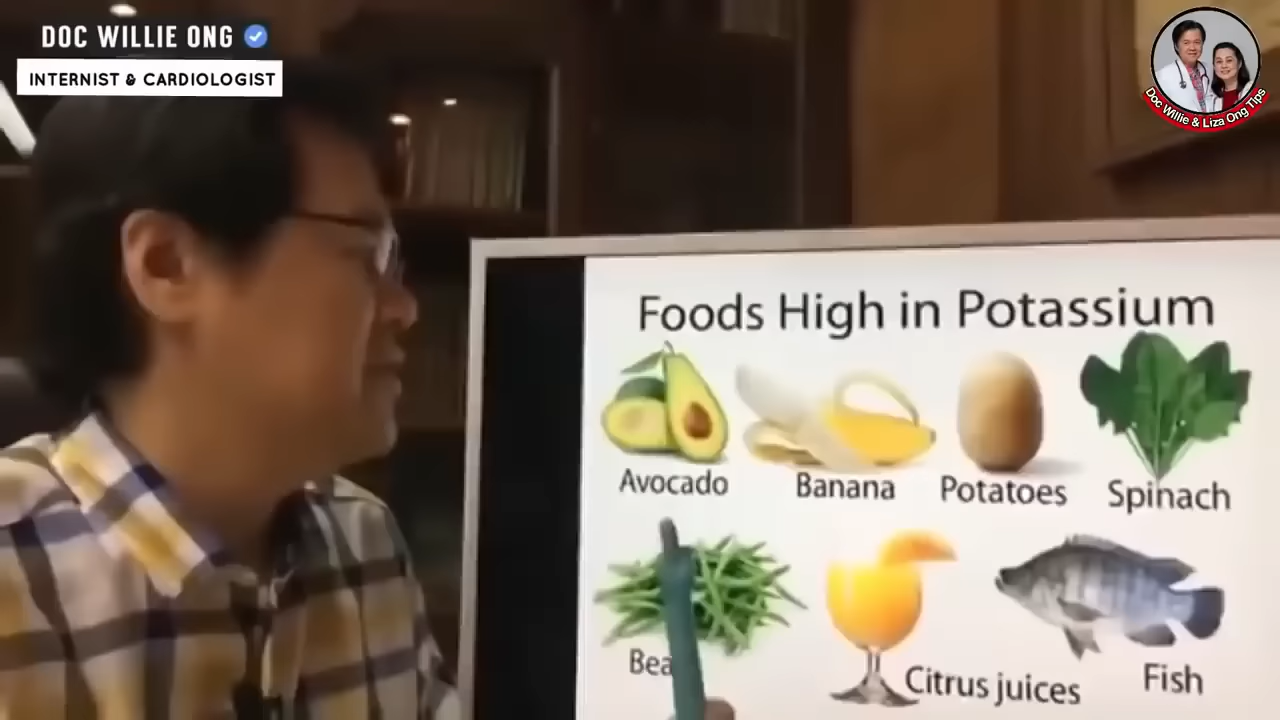 DOC WILLIE ONG
INTERNIST & CARDIOLOGIST
Doc Willie & Liza Ong Tips
Foods High in Potassium
Avocado
Banana
Potatoes
Spinach
Citrus juices
Fish